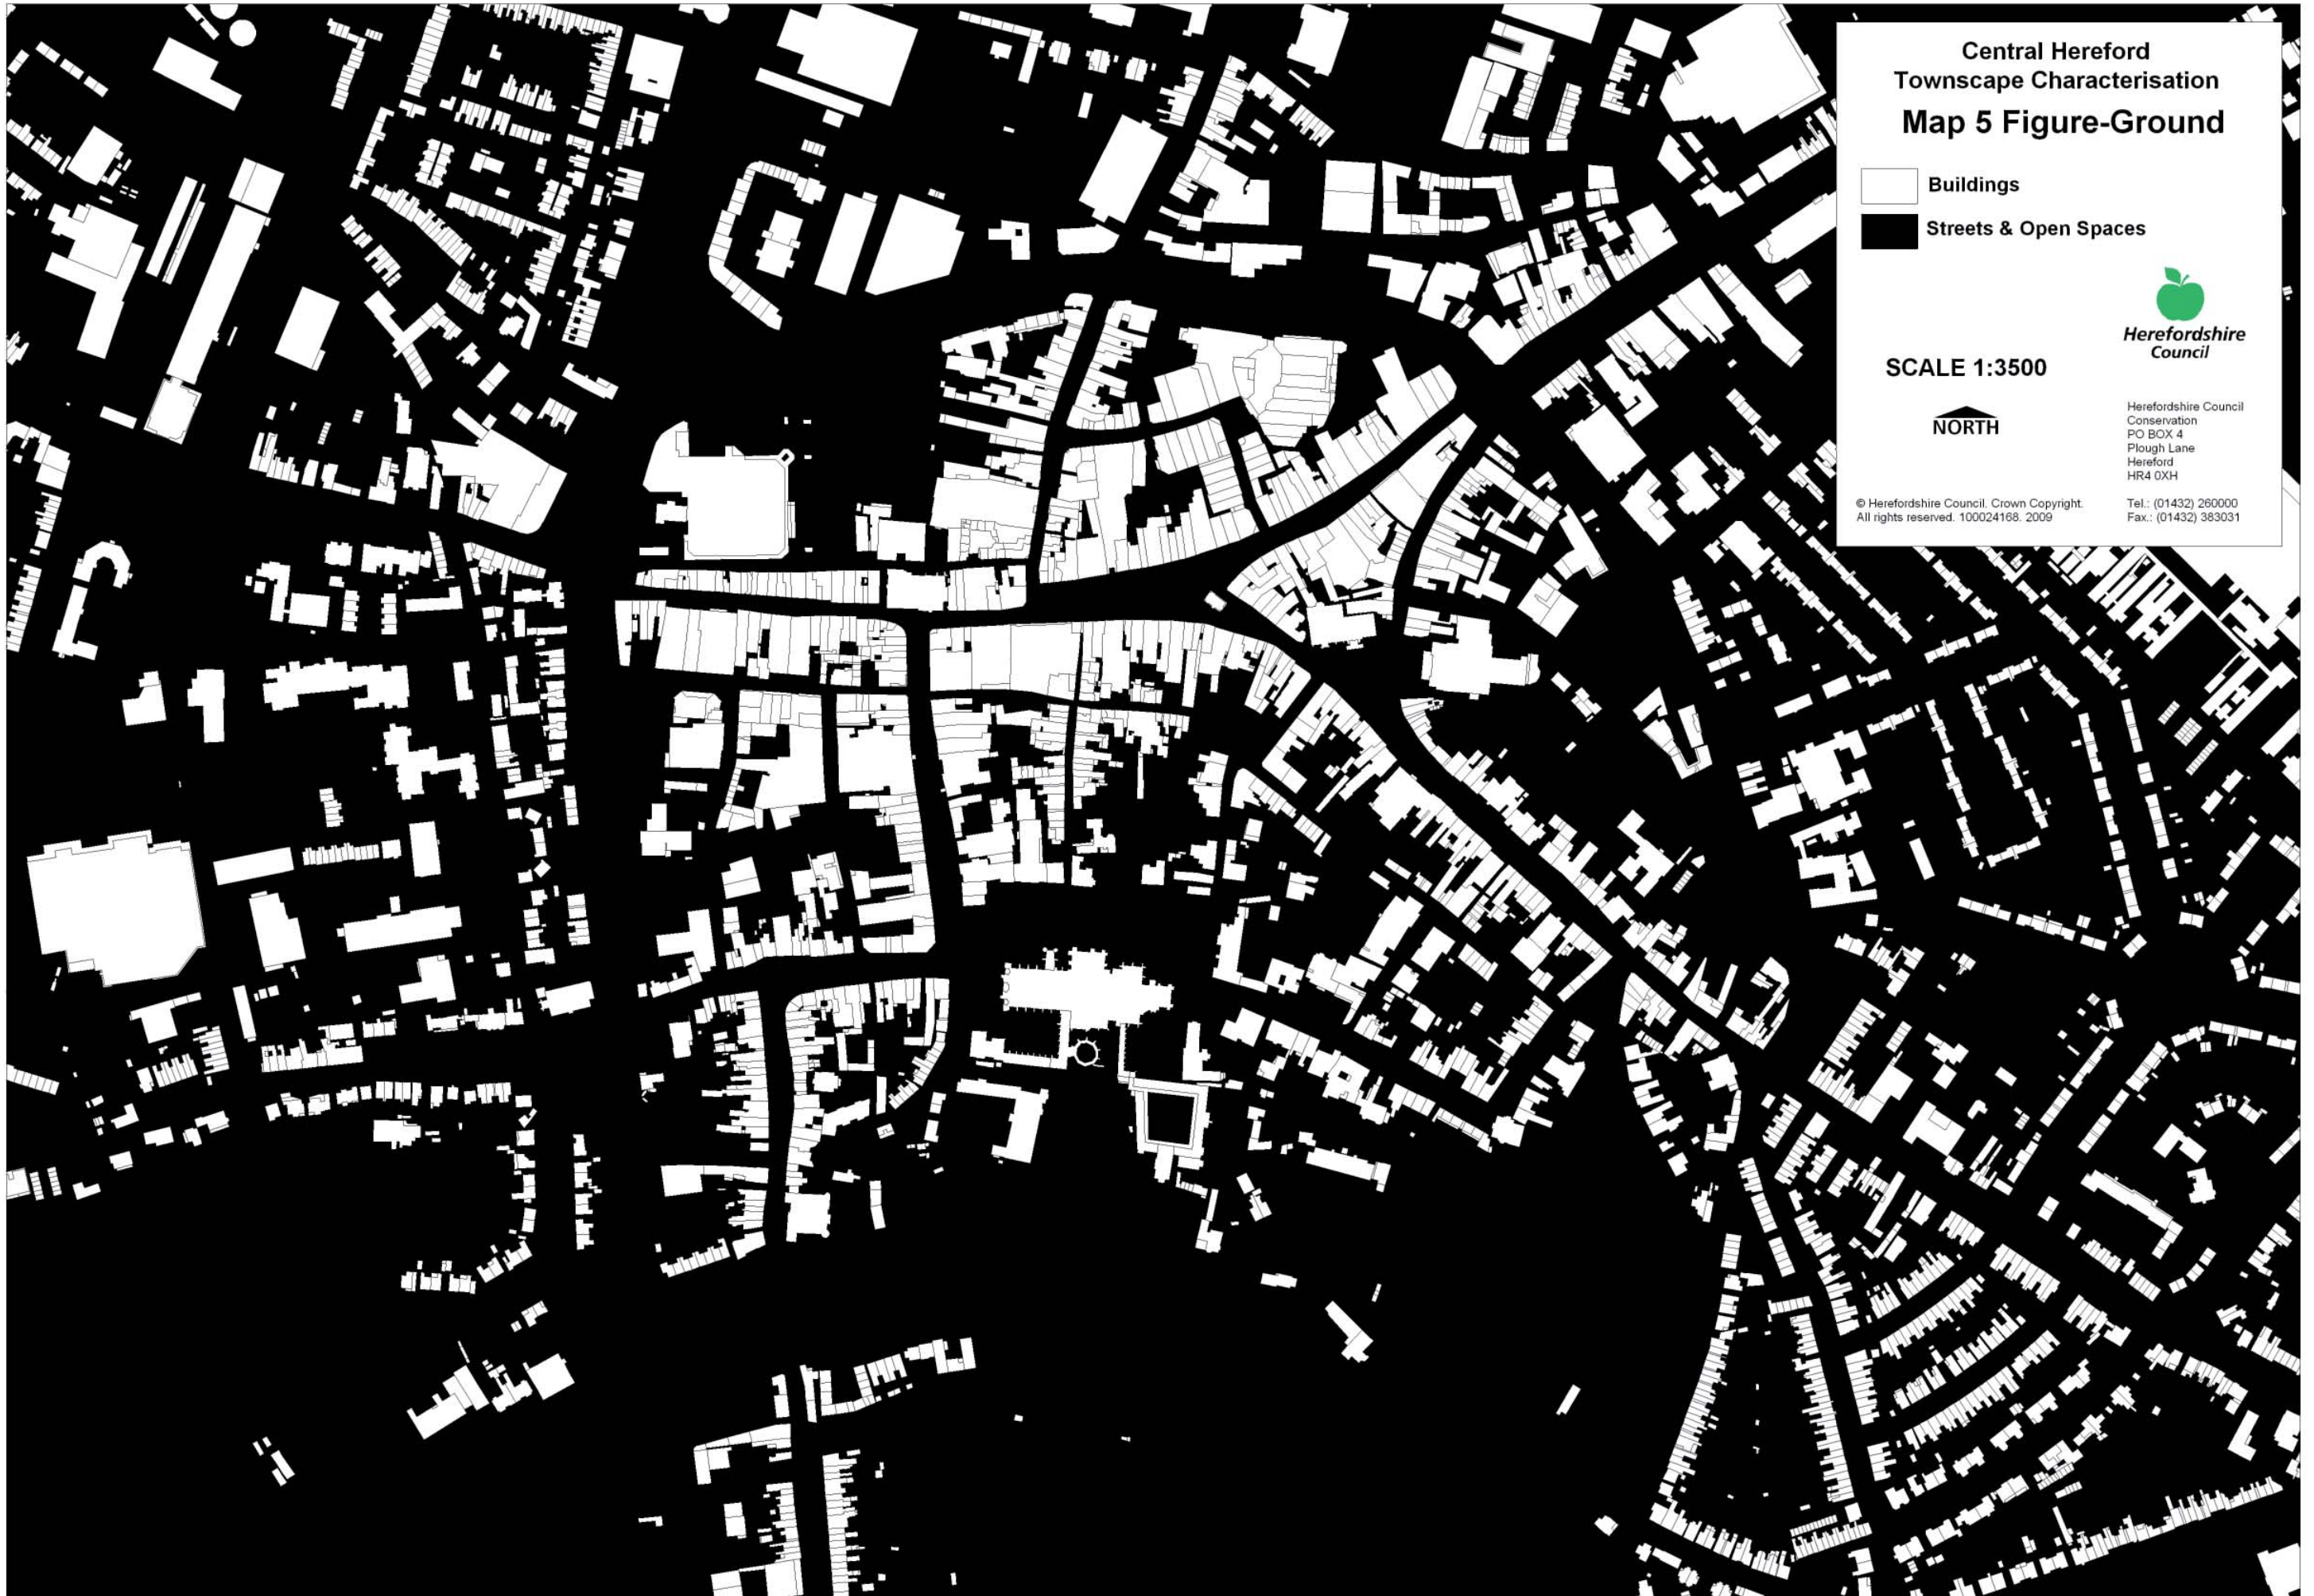 Central Hereford
Townscape Characterisation
Map 5 Figure-Ground
Buildings
Streets & Open Spaces
Herefordshire
Council
SCALE 1:3500
NORTH
Herefordshire Council
Conservation
PO BOX 4
Plough Lane
Hereford
HR4 0XH
© Herefordshire Council. Crown Copyright.
All rights reserved. 100024168. 2009
Tel.: (01432) 260000
Fax.: (01432) 383031